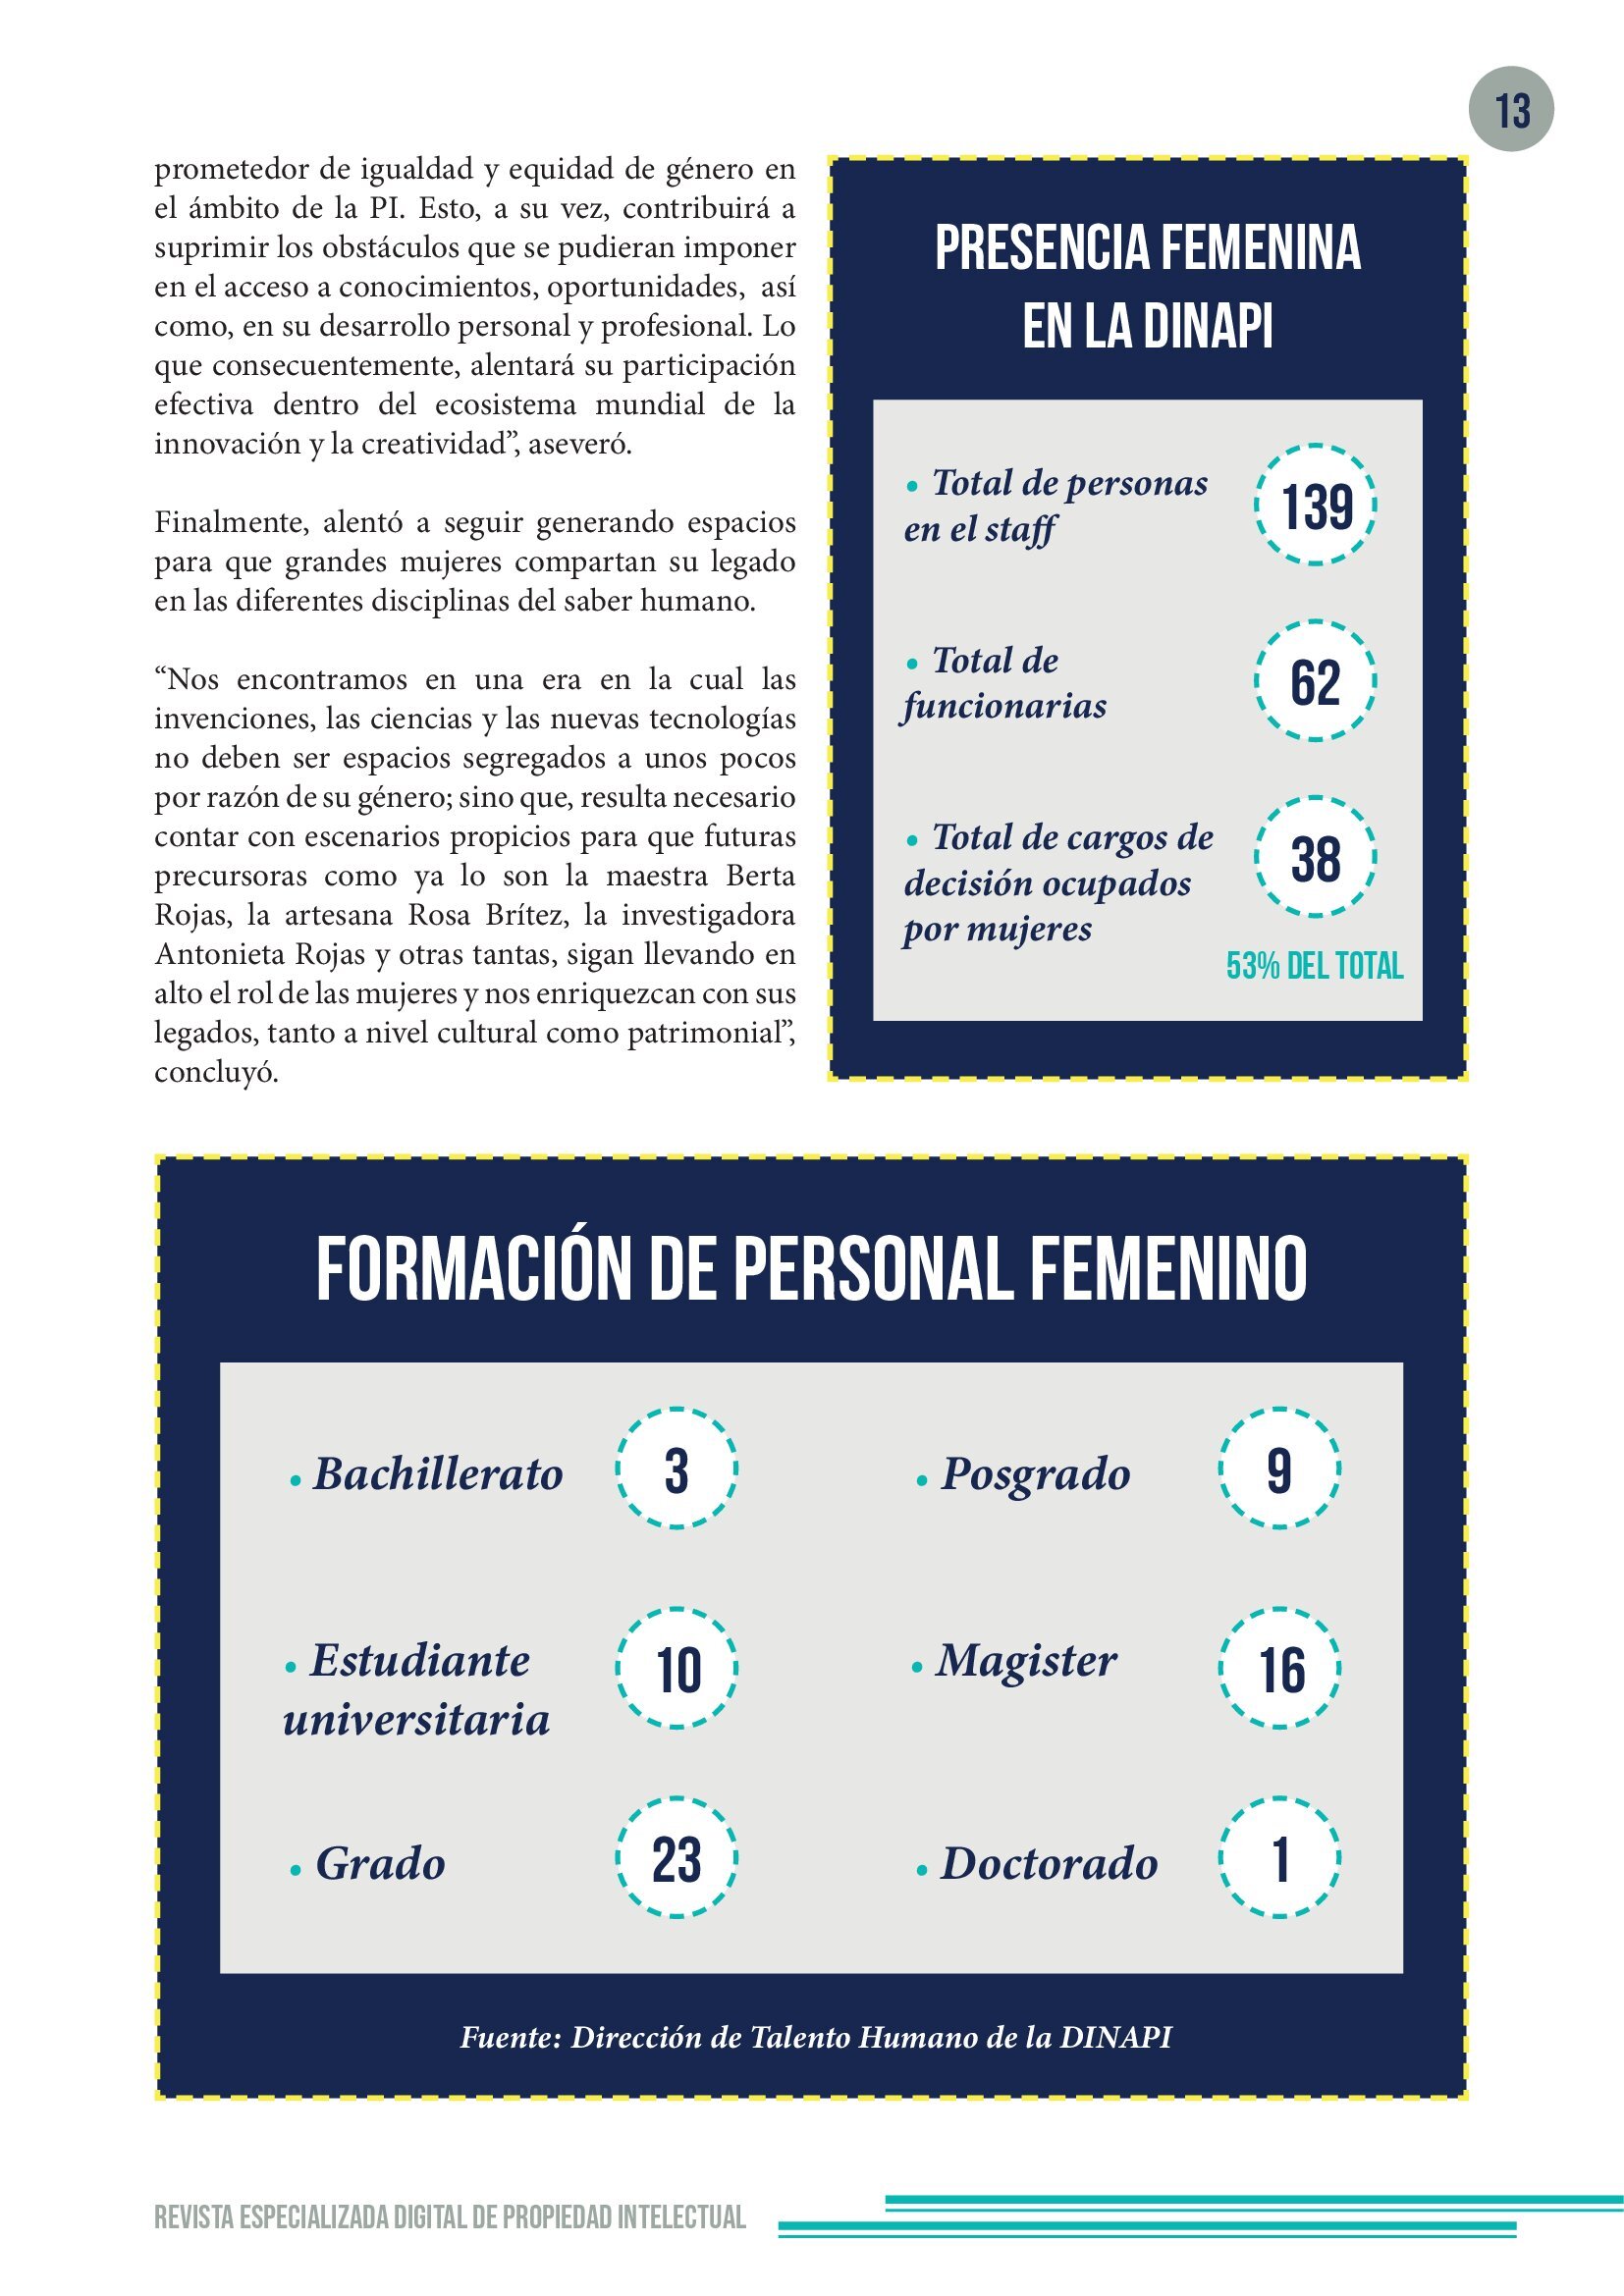 13
prometedor de igualdad y equidad de género en
el ámbito de la PI. Esto, a su vez, contribuirá a
suprimir los obstáculos que se pudieran imponer
en el acceso a conocimientos, oportunidades,  así
como, en su desarrollo personal y profesional. Lo
que consecuentemente, alentará su participación
efectiva dentro del ecosistema mundial de la
innovación y la creatividad”, aseveró.
Finalmente, alentó a seguir generando espacios
para que grandes mujeres compartan su legado
en las diferentes disciplinas del saber humano.
“Nos encontramos en una era en la cual las
invenciones, las ciencias y las nuevas tecnologías
no deben ser espacios segregados a unos pocos
por razón de su género; sino que, resulta necesario
contar con escenarios propicios para que futuras
precursoras como ya lo son la maestra Berta
Rojas, la artesana Rosa Brítez, la investigadora
Antonieta Rojas y otras tantas, sigan llevando en
alto el rol de las mujeres y nos enriquezcan con sus
legados, tanto a nivel cultural como patrimonial”,
concluyó.
PRESENCIA FEMENINA
EN LA DINAPI
• Total de personas
en el staff
139
• Total de
funcionarias
62
• Total de cargos de
decisión ocupados
por mujeres
38
53% DEL TOTAL
FORMACIÓN DE PERSONAL FEMENINO
• Bachillerato
3
• Estudiante
universitaria
10
• Grado
23
• Posgrado
9
• Magister
16
• Doctorado
1
Fuente: Dirección de Talento Humano de la DINAPI
REVISTA ESPECIALIZADA DIGITAL DE PROPIEDAD INTELECTUAL